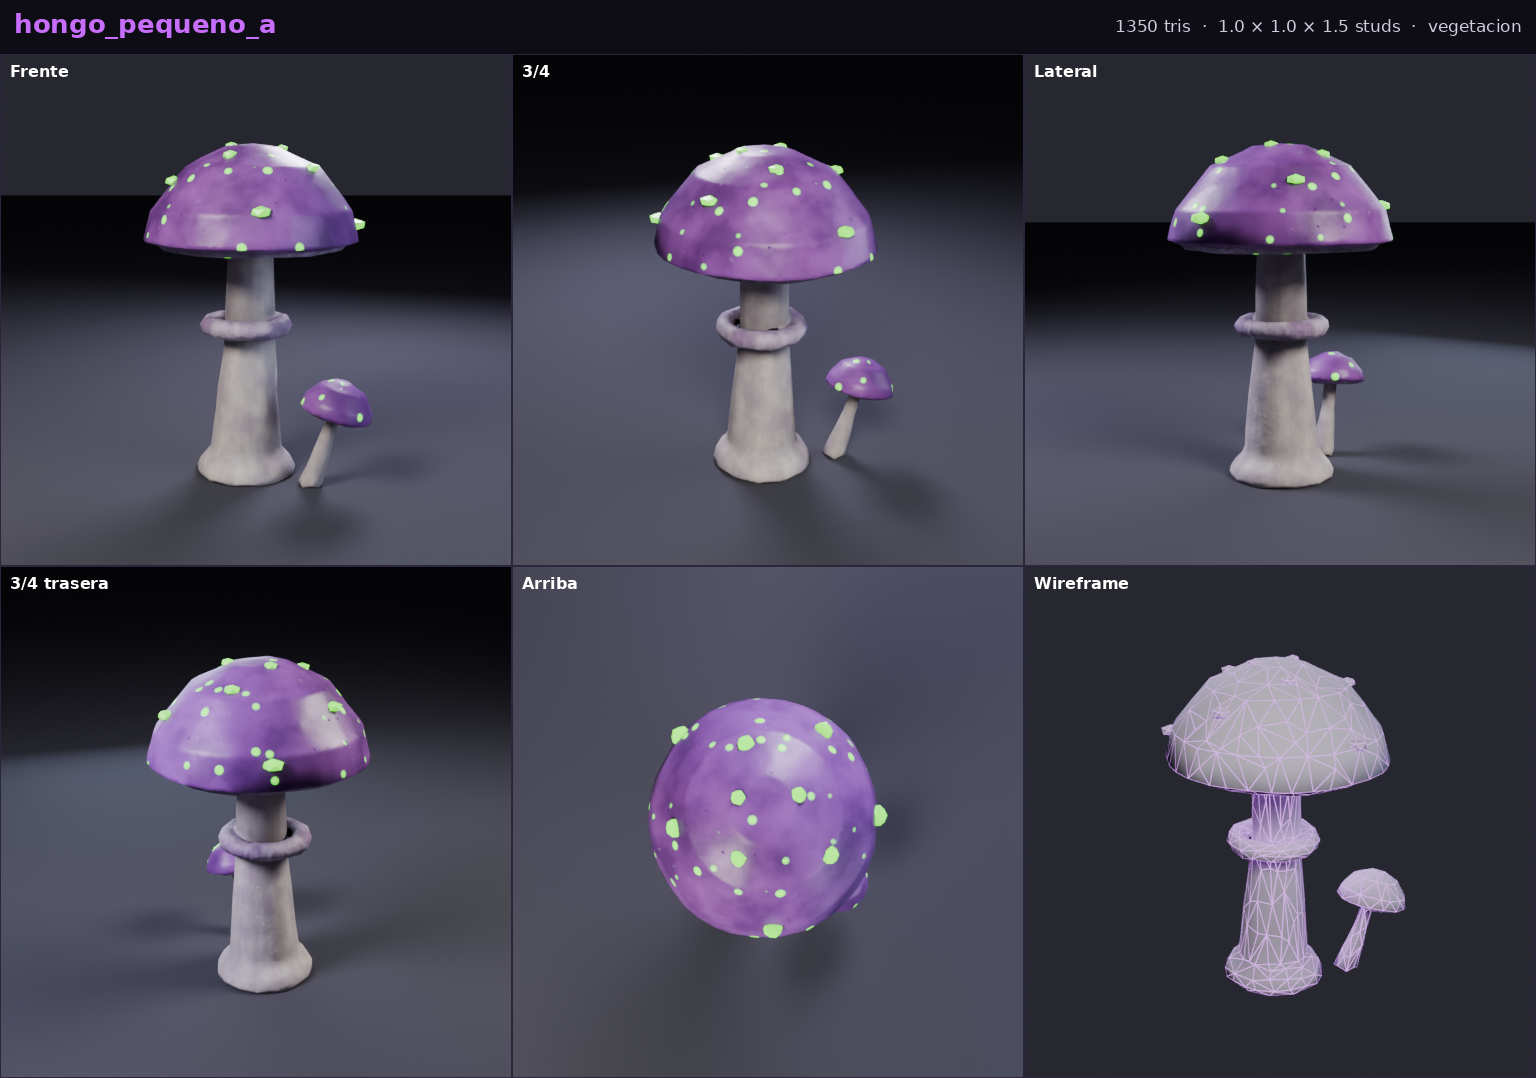 hongo_pequeno_a
1350 tris · 1.0 × 1.0 × 1.5 studs · vegetacion
Frente
3/4
Lateral
3/4 trasera
Arriba
Wireframe